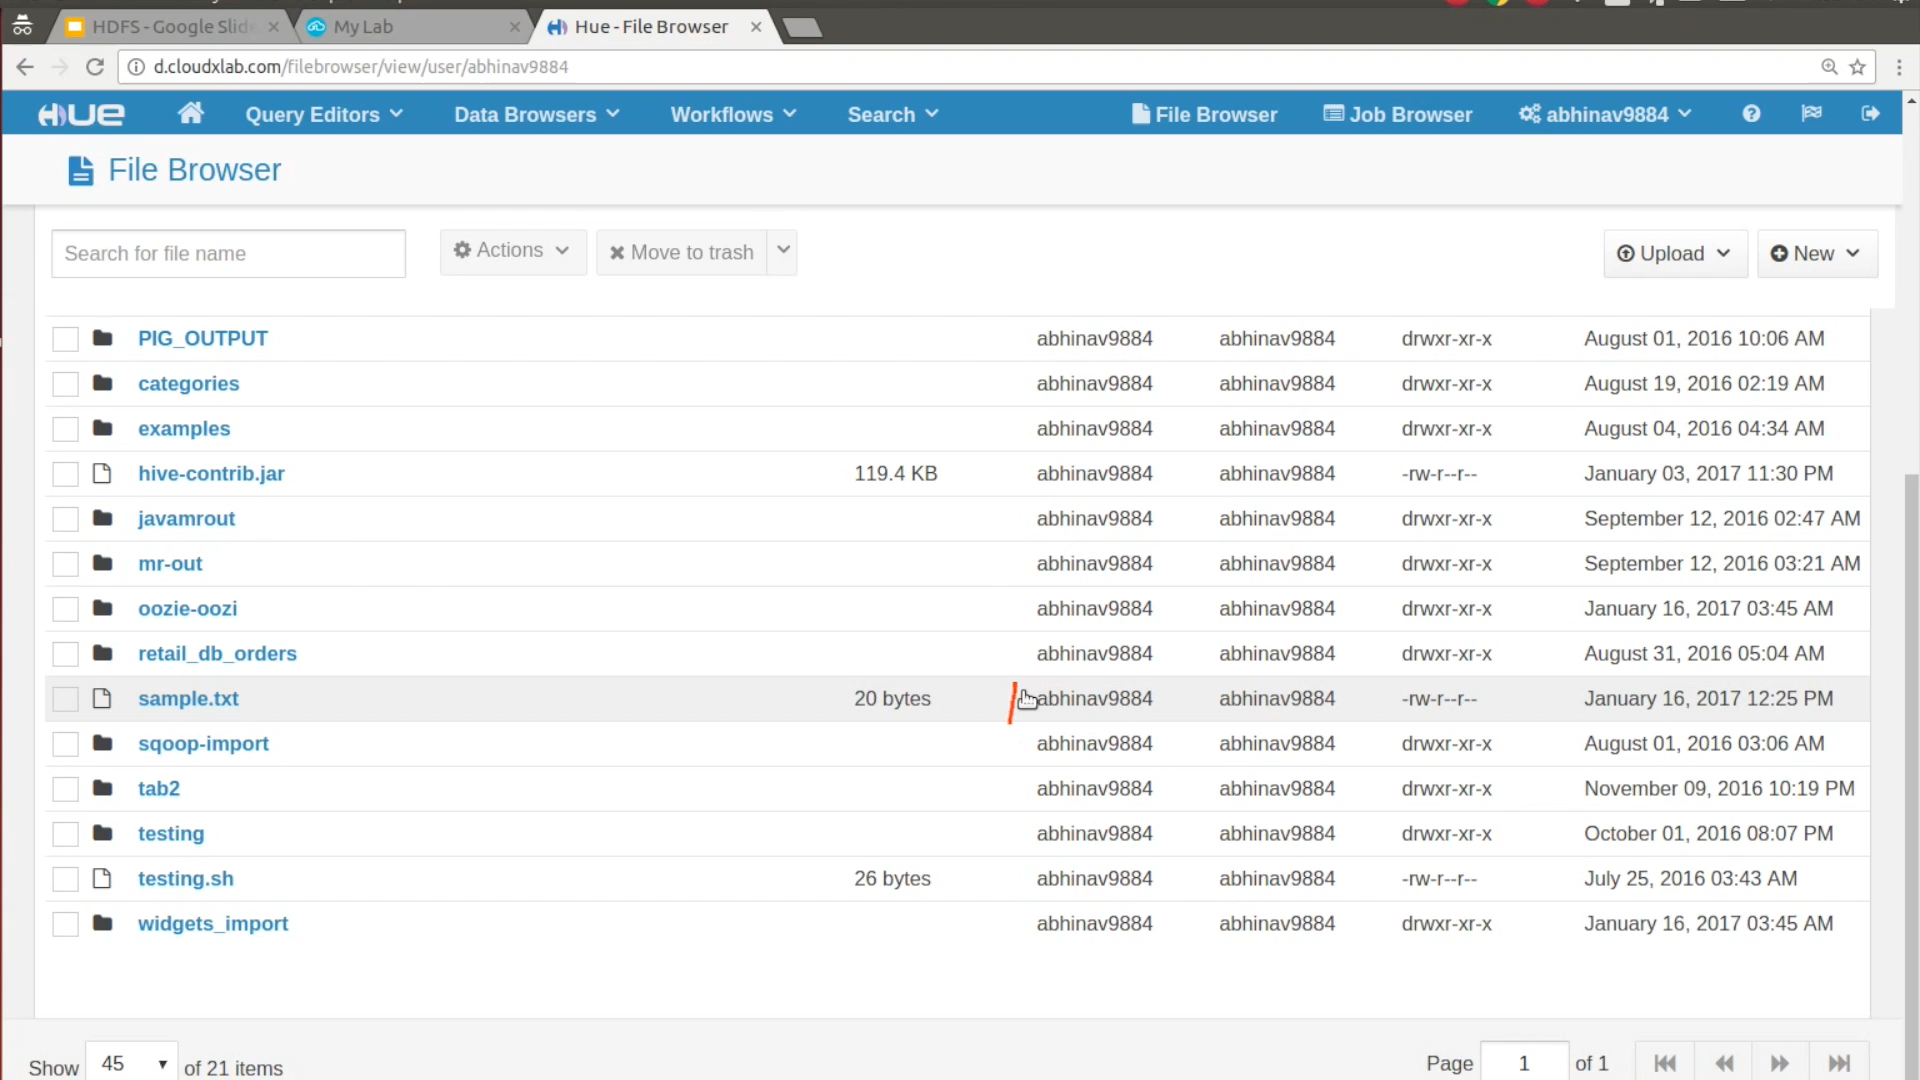 HDFS - Google Slide
My Lab
Hue - File Browser
d.cloudxlab.com/filebrowser/view/user/abhinav9884
HUE
Query Editors
Data Browsers
Workflows
Search
File Browser
Job Browser
abhinav9884
File Browser
Search for file name
Actions
Move to trash
Upload
New
PIG_OUTPUT abhinav9884 abhinav9884 drwxr-xr-x August 01, 2016 10:06 AM
categories abhinav9884 abhinav9884 drwxr-xr-x August 19, 2016 02:19 AM
examples abhinav9884 abhinav9884 drwxr-xr-x August 04, 2016 04:34 AM
hive-contrib.jar 119.4 KB abhinav9884 abhinav9884 -rw-r--r-- January 03, 2017 11:30 PM
javamrout abhinav9884 abhinav9884 drwxr-xr-x September 12, 2016 02:47 AM
mr-out abhinav9884 abhinav9884 drwxr-xr-x September 12, 2016 03:21 AM
oozie-oozi abhinav9884 abhinav9884 drwxr-xr-x January 16, 2017 03:45 AM
retail_db_orders abhinav9884 abhinav9884 drwxr-xr-x August 31, 2016 05:04 AM
sample.txt 20 bytes abhinav9884 abhinav9884 -rw-r--r-- January 16, 2017 12:25 PM
sqoop-import abhinav9884 abhinav9884 drwxr-xr-x August 01, 2016 03:06 AM
tab2 abhinav9884 abhinav9884 drwxr-xr-x November 09, 2016 10:19 PM
testing abhinav9884 abhinav9884 drwxr-xr-x October 01, 2016 08:07 PM
testing.sh 26 bytes abhinav9884 abhinav9884 -rw-r--r-- July 25, 2016 03:43 AM
widgets_import abhinav9884 abhinav9884 drwxr-xr-x January 16, 2017 03:45 AM
Show 45 of 21 items
Page 1 of 1